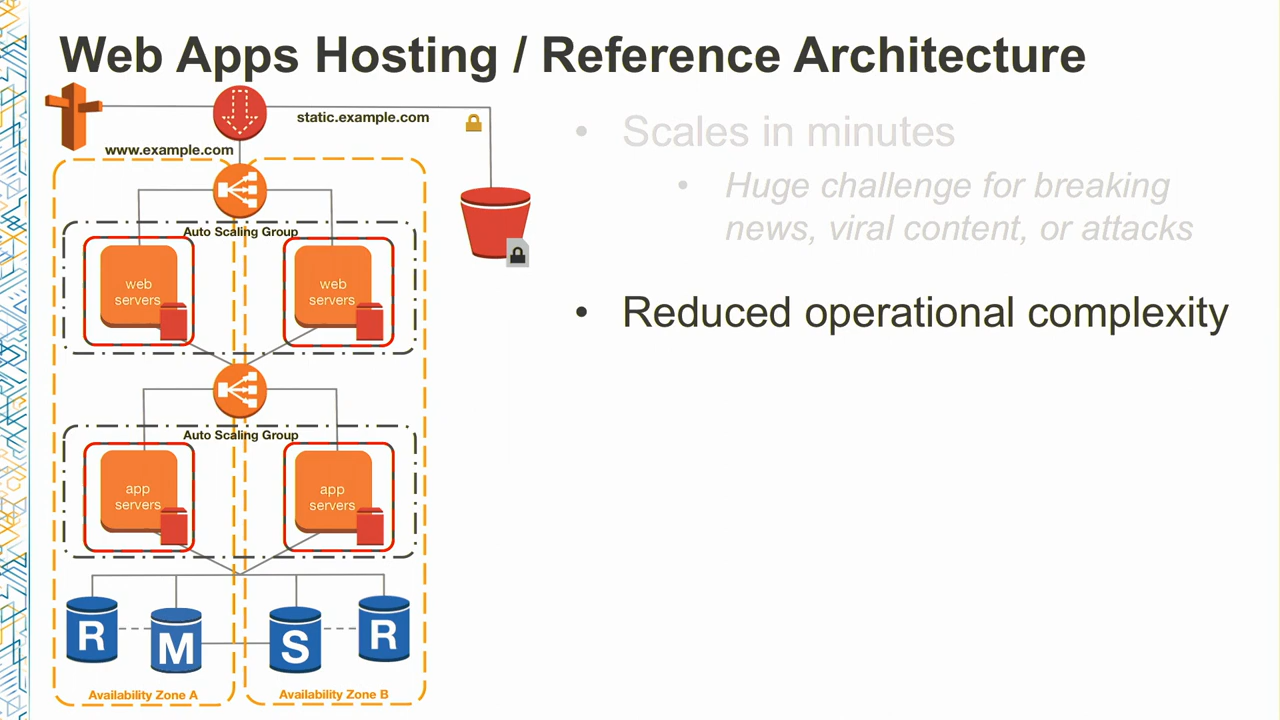 Web Apps Hosting / Reference Architecture
static.example.com
www.example.com
Auto Scaling Group
web
servers
web
servers
Auto Scaling Group
app
servers
app
servers
R
M
S
R
Availability Zone A
Availability Zone B
• Scales in minutes
• Huge challenge for breaking
news, viral content, or attacks
• Reduced operational complexity